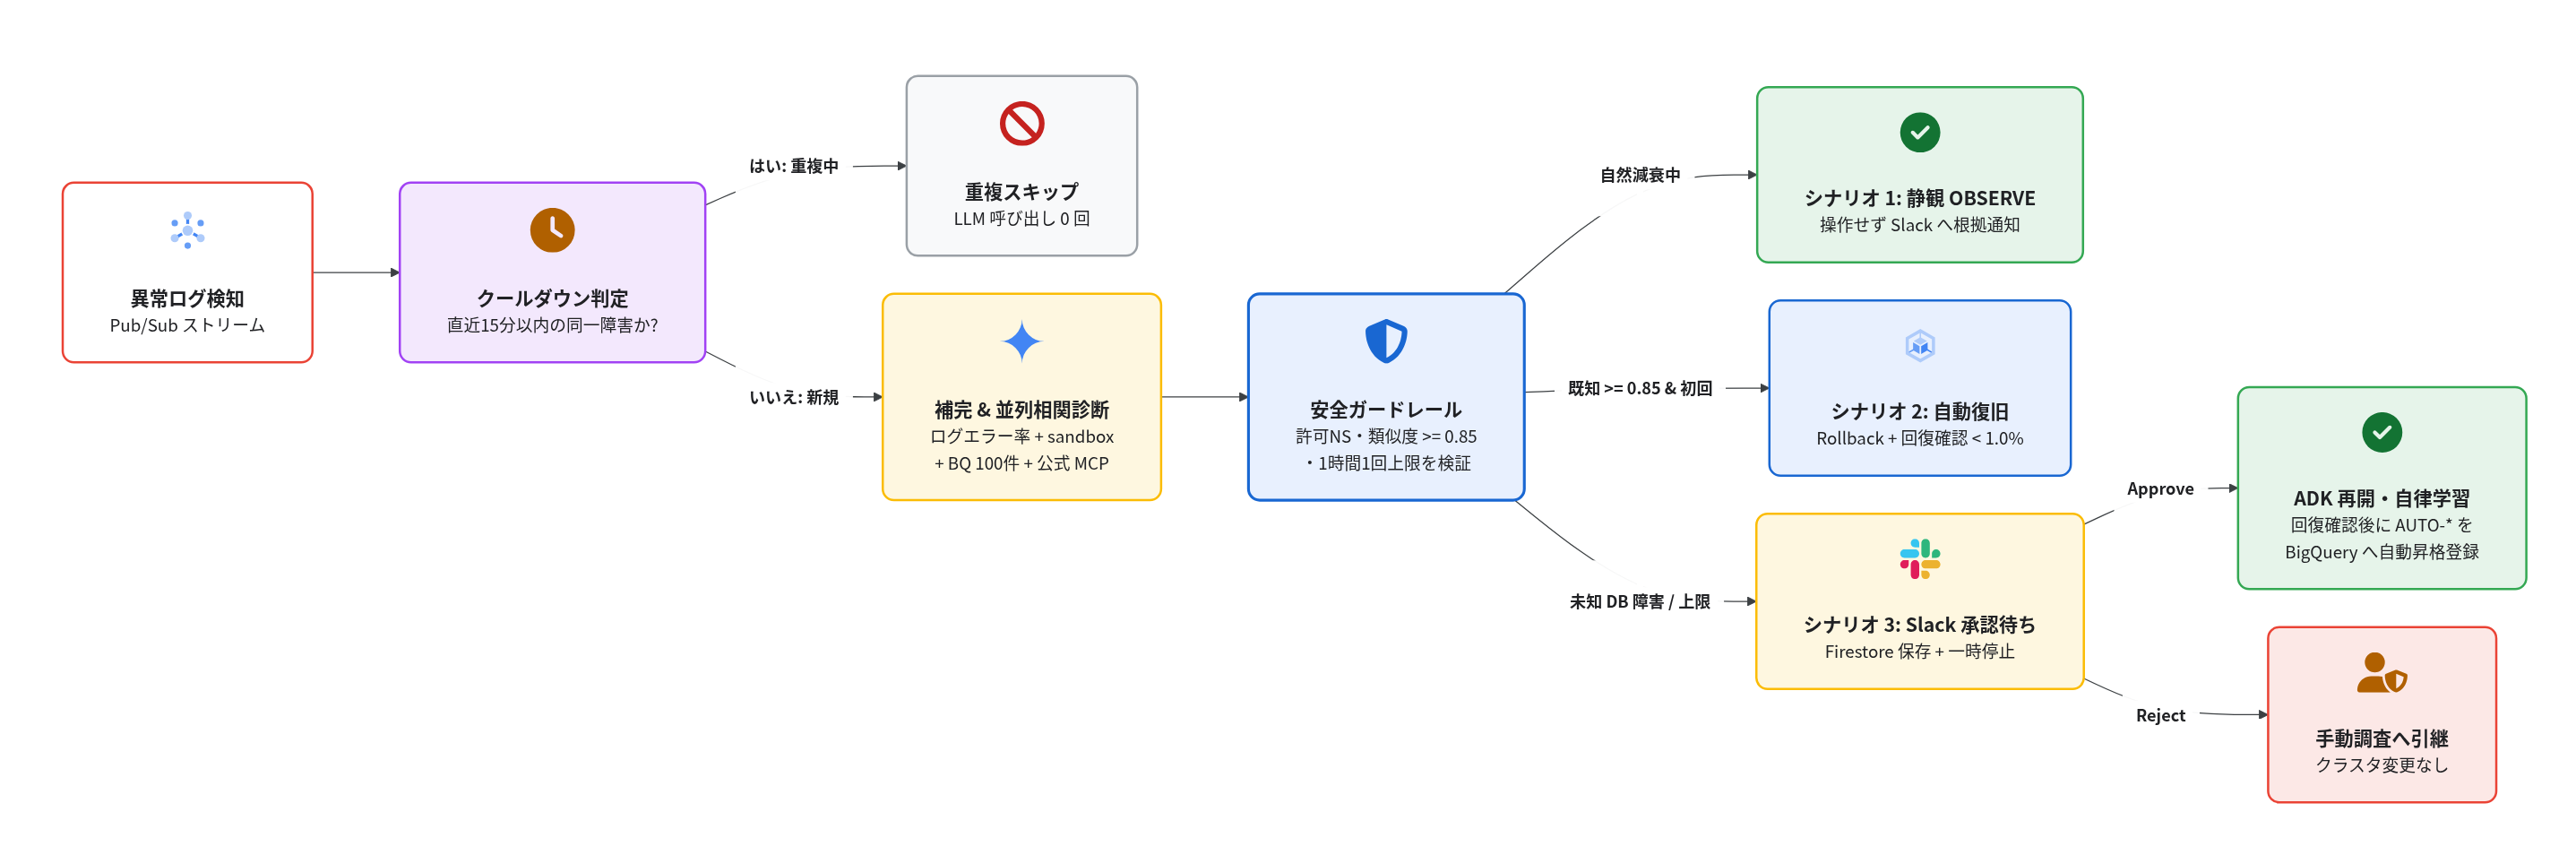 異常ログ検知
Pub/Sub ストリーム
クールダウン判定
直近15分以内の同一障害か?
はい: 重複中
重複スキップ
LLM 呼び出し 0 回
いいえ: 新規
補完 & 並列相関診断
ログエラー率 + sandbox
+ BQ 100件 + 公式 MCP
安全ガードレール
許可NS・類似度 >= 0.85
・1時間1回上限を検証
自然減衰中
シナリオ 1: 静観 OBSERVE
操作せず Slack へ根拠通知
既知 >= 0.85 & 初回
シナリオ 2: 自動復旧
Rollback + 回復確認 < 1.0%
未知 DB 障害 / 上限
シナリオ 3: Slack 承認待ち
Firestore 保存 + 一時停止
Approve
ADK 再開・自律学習
回復確認後に AUTO-* を
BigQuery へ自動昇格登録
Reject
手動調査へ引継
クラスタ変更なし